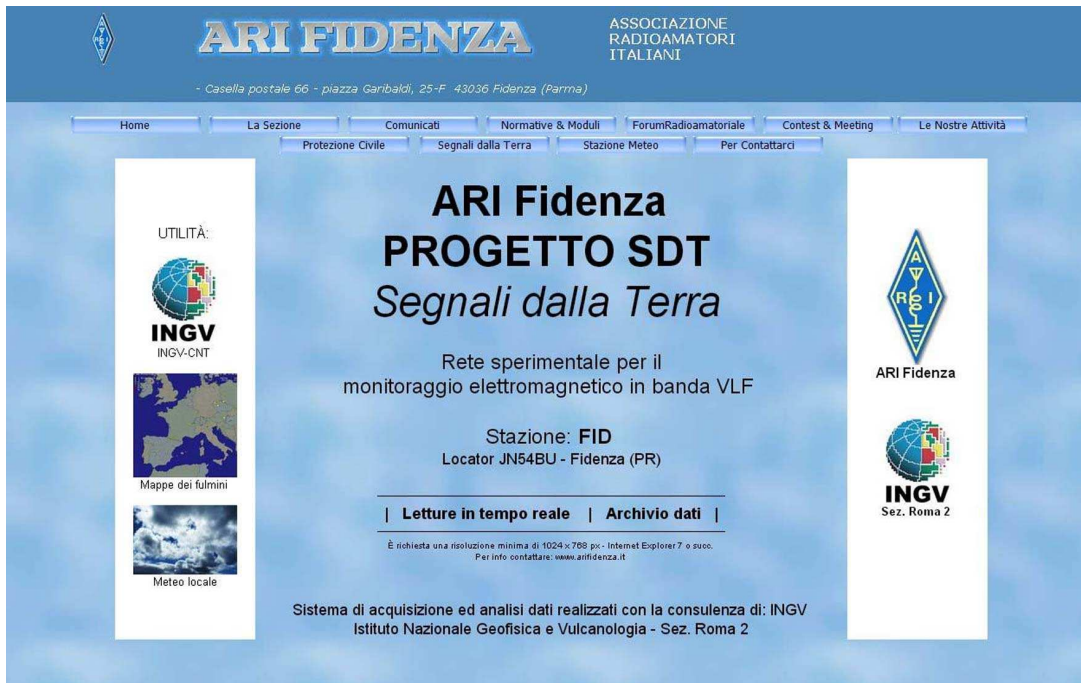 ARI FIDENZA
ASSOCIAZIONE
RADIOAMATORI
ITALIANI
- Casella postale 66 - piazza Garibaldi, 25-F 43036 Fidenza (Parma)
Home
La Sezione
Comunicati
Normative & Moduli
ForumRadioamatoriale
Contest & Meeting
Le Nostre Attività
Protezione Civile
Segnali dalla Terra
Stazione Meteo
Per Contattarci
UTILITÀ:
INGV
INGV-CNT
Mappe dei fulmini
Meteo locale
ARI Fidenza
PROGETTO SDT
Segnali dalla Terra
Rete sperimentale per il
monitoraggio elettromagnetico in banda VLF
Stazione: FID
Locator JN54BU - Fidenza (PR)
| Letture in tempo reale | Archivio dati |
È richiesta una risoluzione minima di 1024 x 768 px - Internet Explorer 7 o succ.
Per info contattare: www.arifidenza.it
Sistema di acquisizione ed analisi dati realizzati con la consulenza di: INGV
Istituto Nazionale Geofisica e Vulcanologia - Sez. Roma 2
A
R I
ARI Fidenza
INGV
Sez. Roma 2